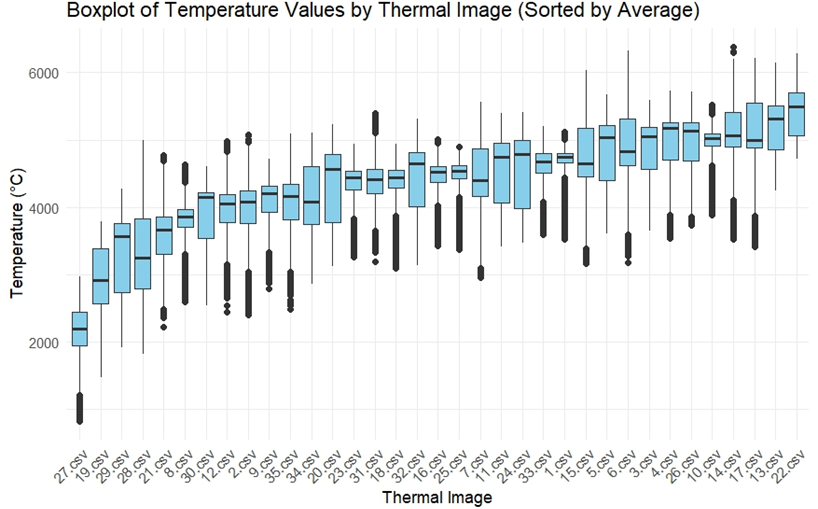 Boxplot of Temperature Values by Thermal Image (Sorted by Average)
Temperature (°C)
6000
4000
2000
27.csv
19.csv
29.csv
28.csv
21.csv
8.csv
30.csv
12.csv
2.csv
9.csv
35.csv
34.csv
20.csv
23.csv
31.csv
18.csv
32.csv
16.csv
25.csv
7.csv
11.csv
24.csv
33.csv
1.csv
15.csv
5.csv
6.csv
3.csv
4.csv
26.csv
10.csv
14.csv
17.csv
13.csv
22.csv
Thermal Image